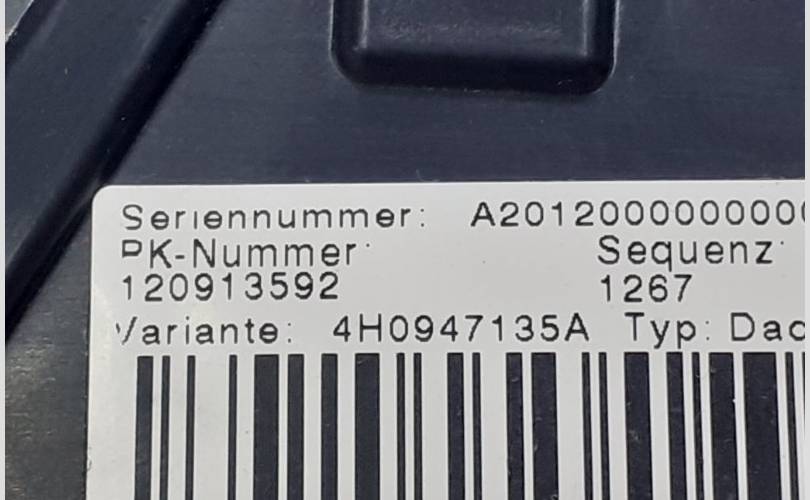 Seriennummer: A201200000000
PK-Nummer: Sequenz:
120913592 1267
Variante: 4H0947135A Typ: Dac